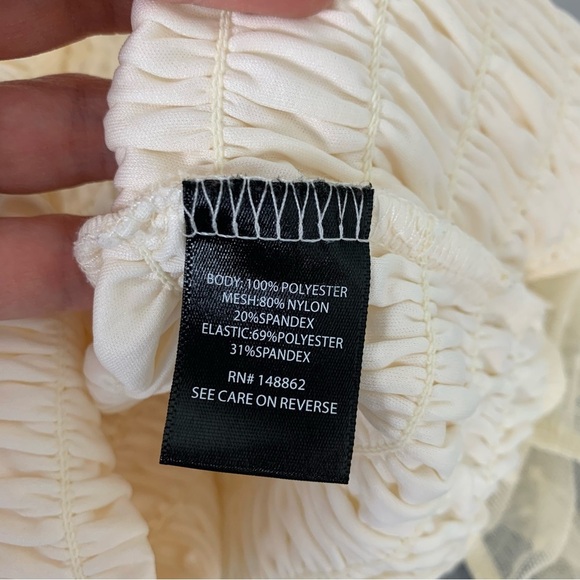 BODY:100% POLYESTER
MESH:80% NYLON
20%SPANDEX
ELASTIC:69%POLYESTER
31%SPANDEX
RN# 148862
SEE CARE ON REVERSE